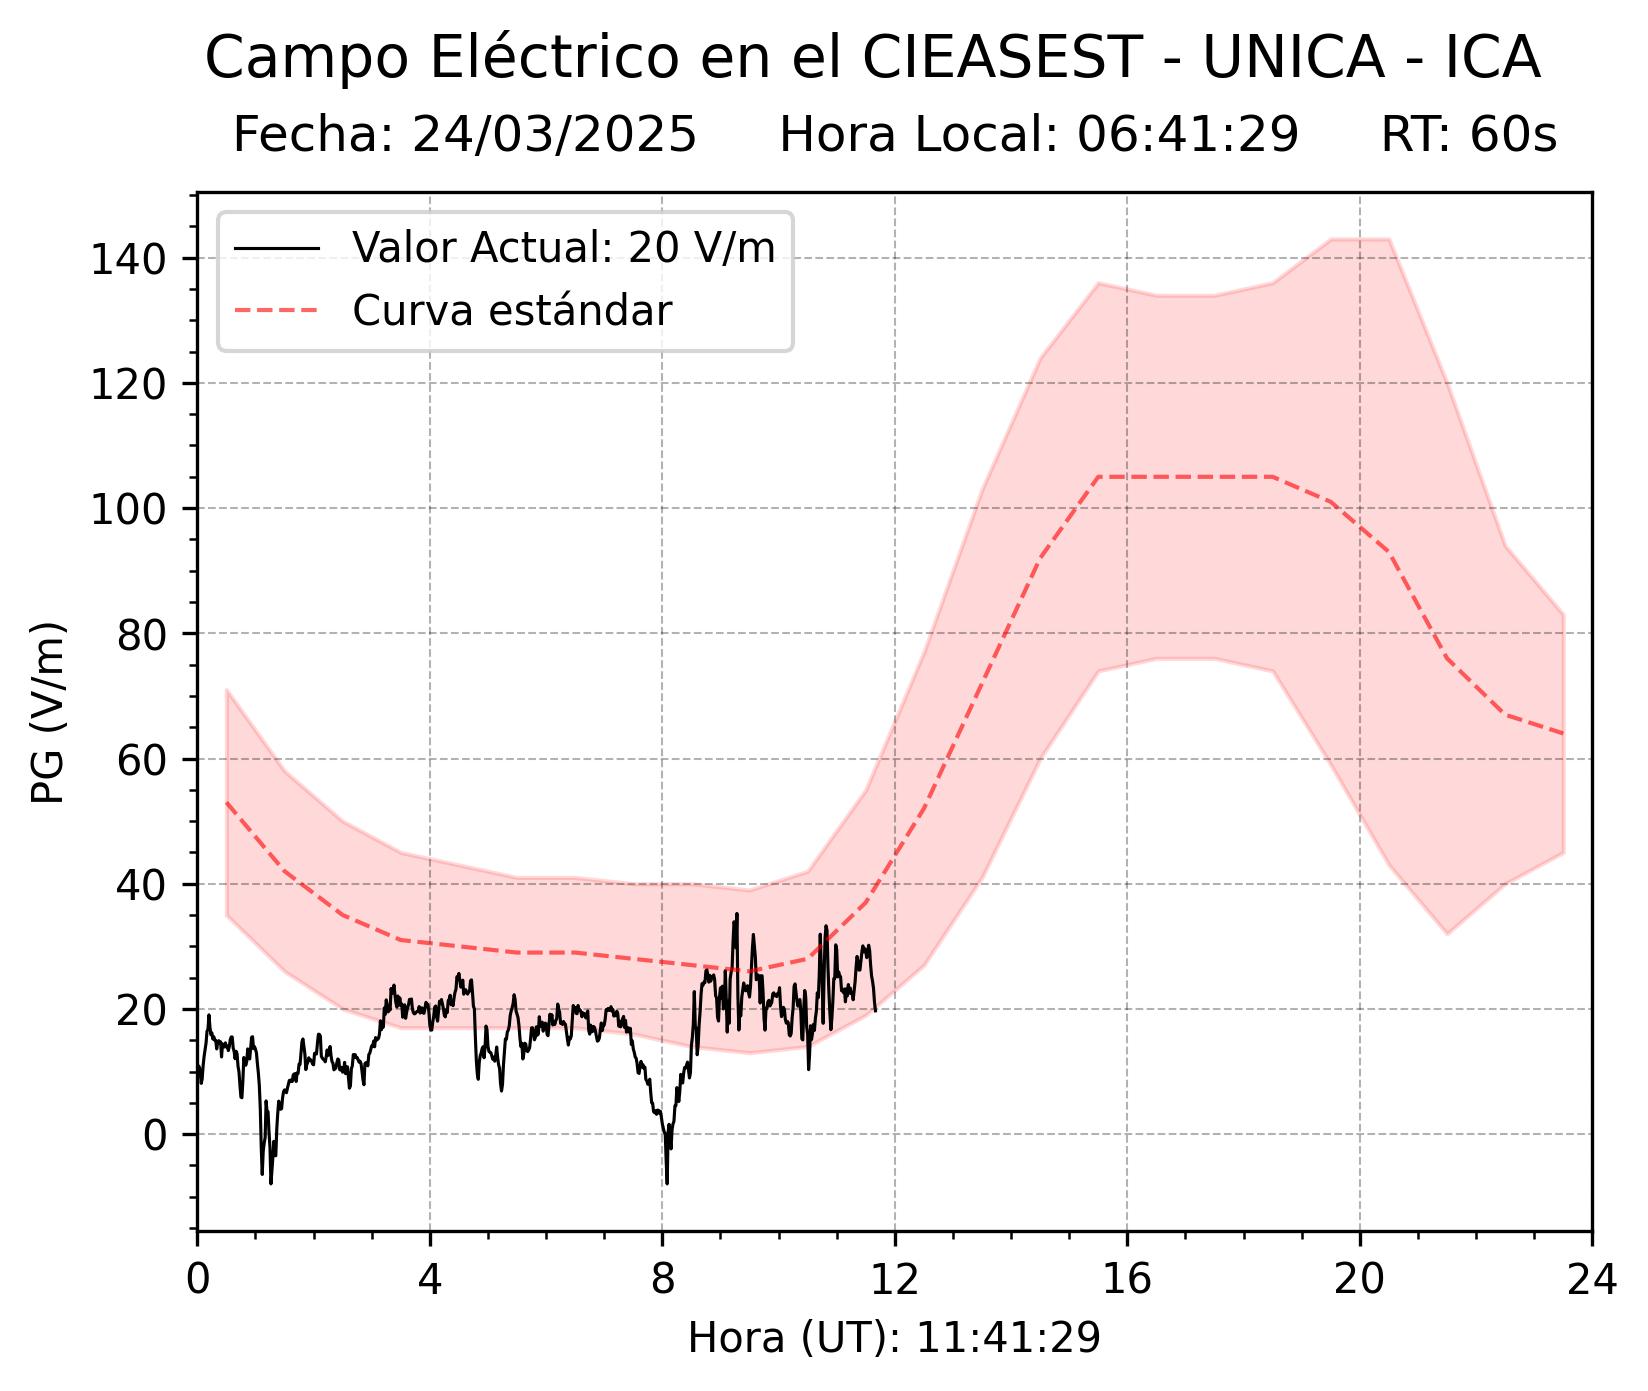 Campo Eléctrico en el CIEASEST - UNICA - ICA
Fecha: 24/03/2025 Hora Local: 06:41:29 RT: 60s
Valor Actual: 20 V/m
Curva estándar
PG (V/m)
140
120
100
80
60
40
20
0
0 4 8 12 16 20 24
Hora (UT): 11:41:29